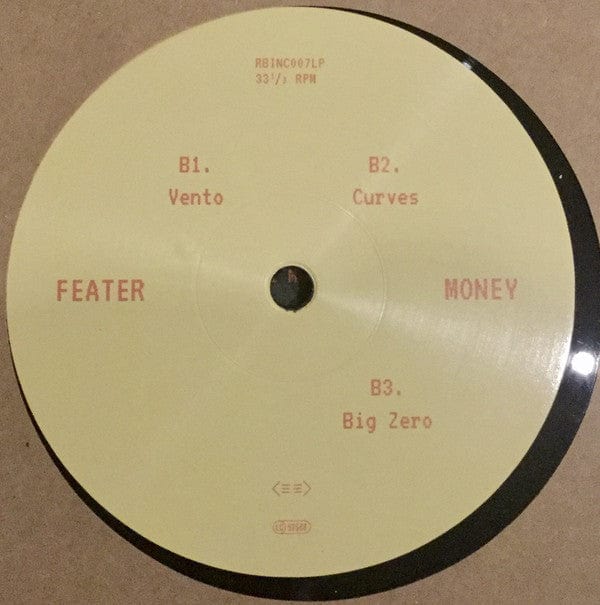 RBINC007LP
33⅓ RPM
B1.
Vento
B2.
Curves
FEATER
MONEY
B3.
Big Zero